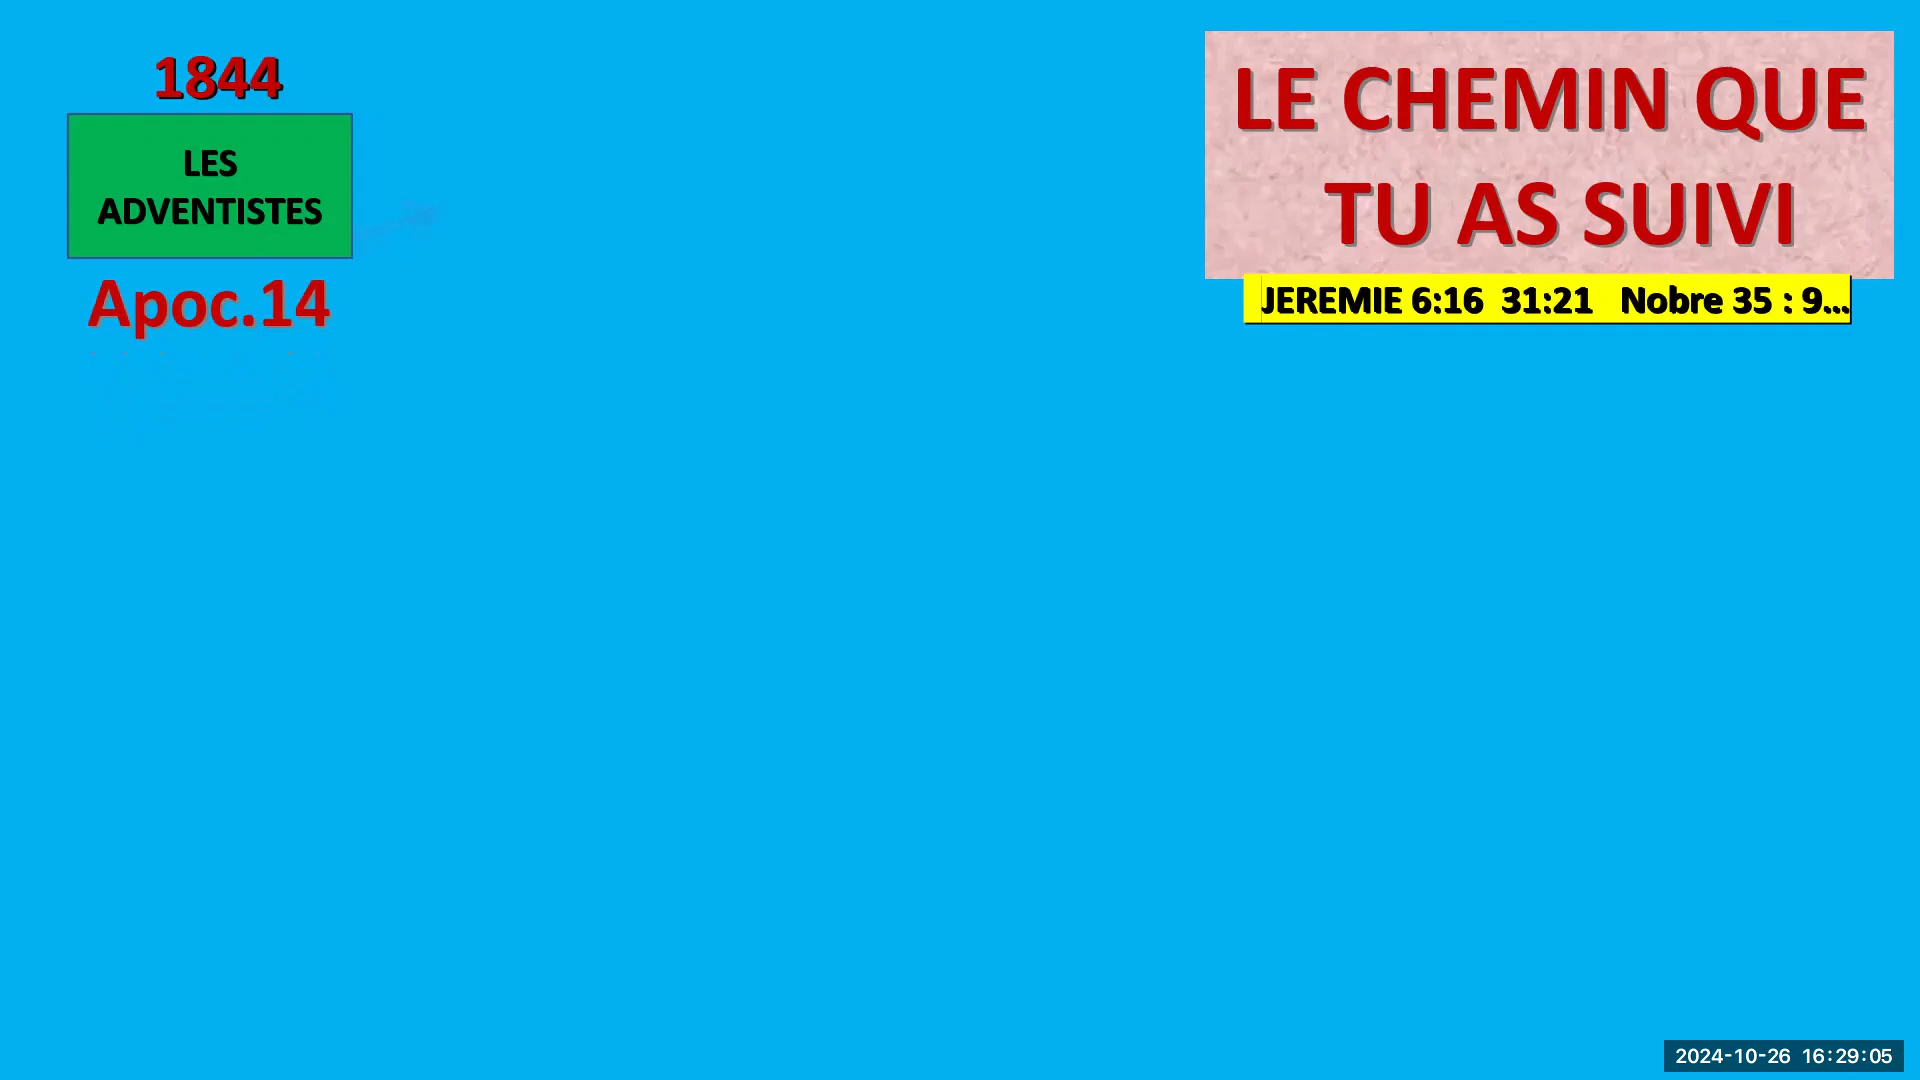 1844
LES
ADVENTISTES
Apoc.14
LE CHEMIN QUE
TU AS SUIVI
JEREMIE 6:16 31:21 Nobre 35 : 9...
2024-10-26 16:29:05